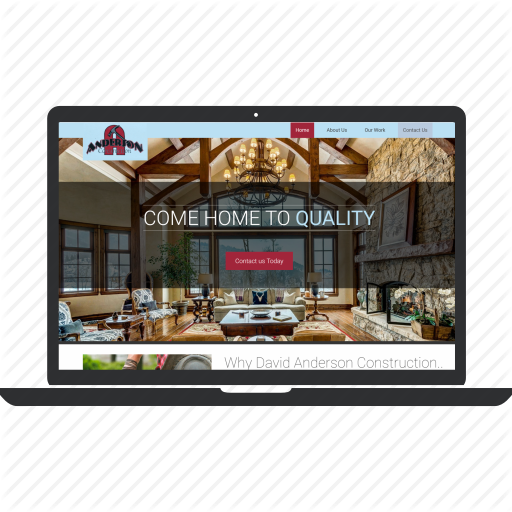 Home About Us Our Work Contact Us
ANDERSON
COME HOME TO QUALITY
Contact us Today
Why David Anderson Construction..